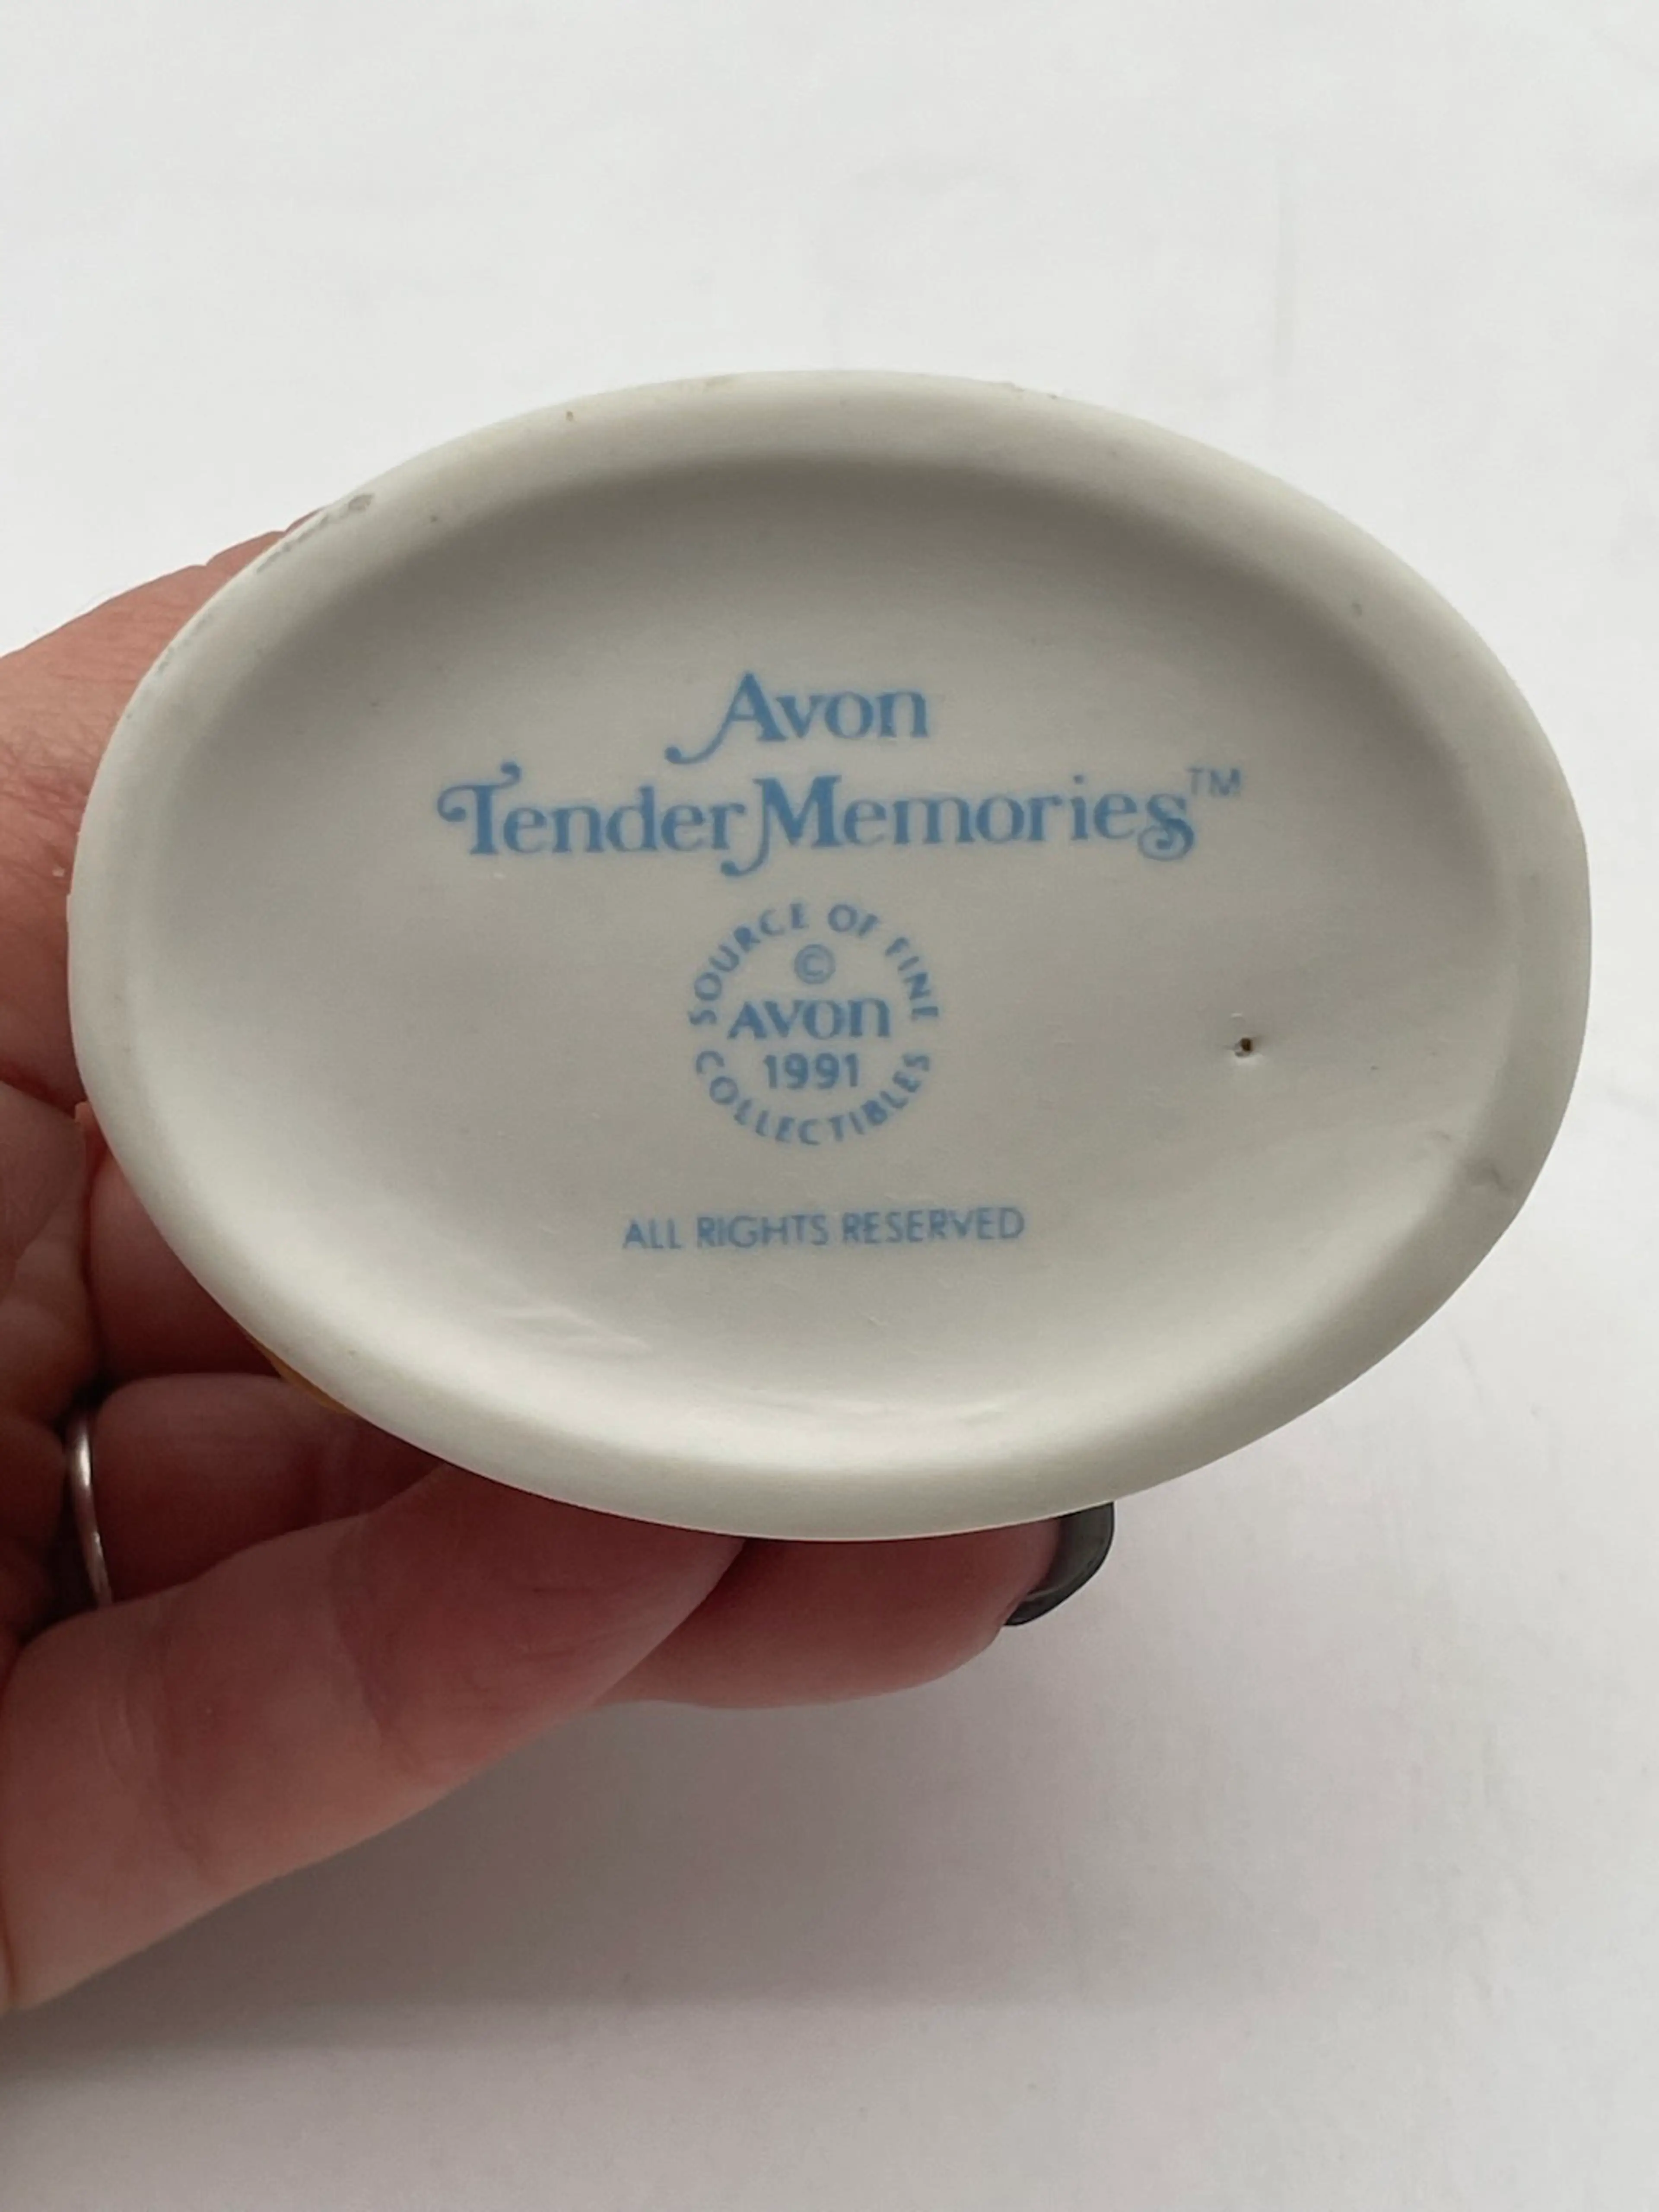 Avon
Tender Memories™
SOURCE OF FINE
©
AVON
1991
COLLECTIBLES
ALL RIGHTS RESERVED